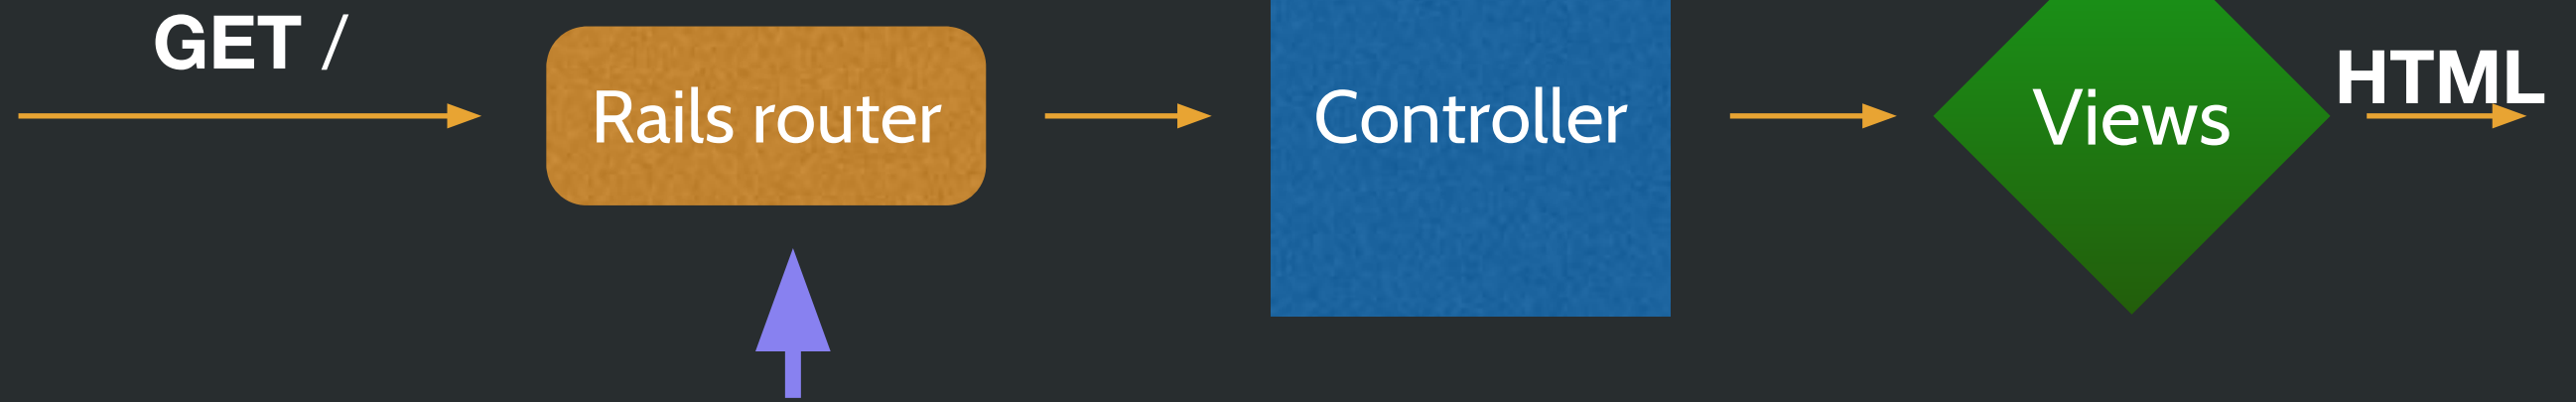 GET /
Rails router
Controller
Views
HTML